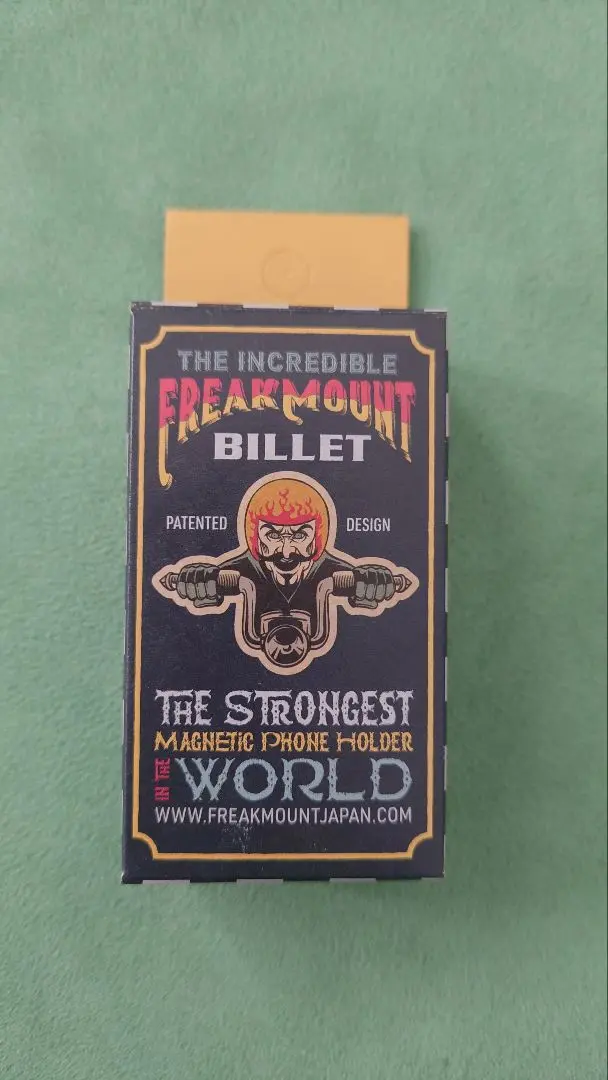 THE INCREDIBLE
FREAKMOUNT
BILLET
PATENTED DESIGN
THE STRONGEST
MAGNETIC PHONE HOLDER
IN THE WORLD
WWW.FREAKMOUNTJAPAN.COM